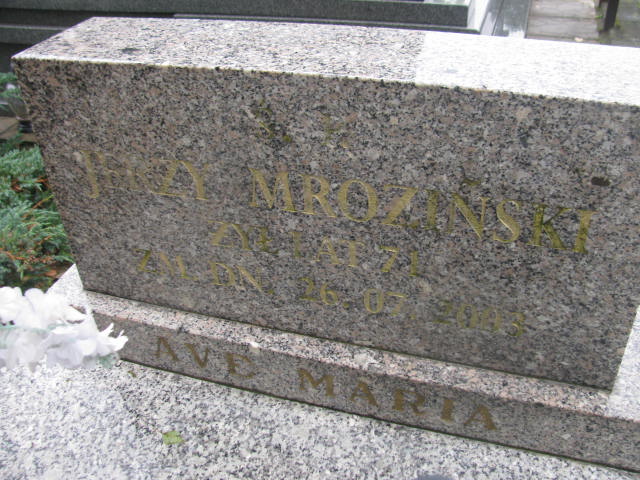 Ś. P.
JERZY MROZIŃSKI
ŻYŁ LAT 71
ZM. DN. 26. 07. 2003
AVE MARIA